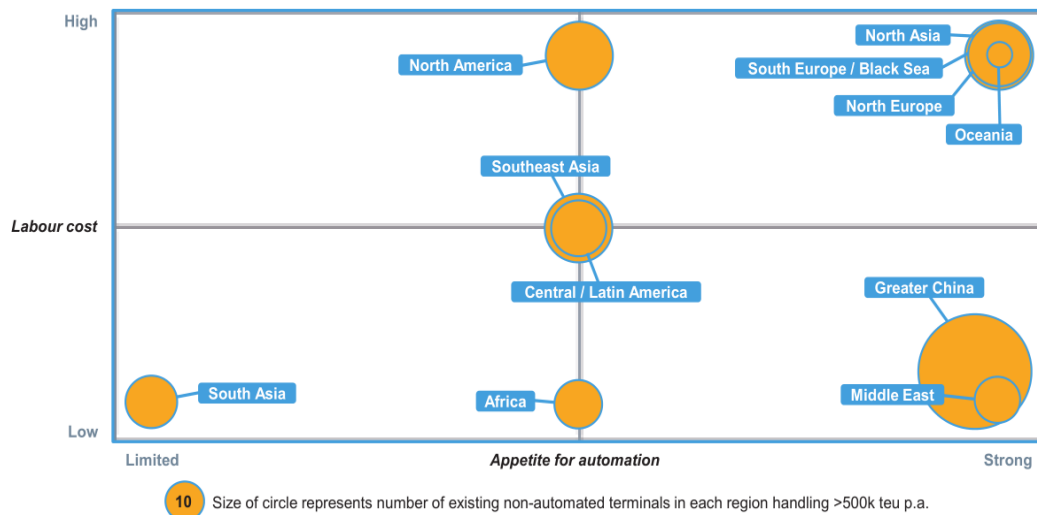 High
North Asia
North America
South Europe / Black Sea
North Europe
Oceania
Southeast Asia
Labour cost
Central / Latin America
Greater China
South Asia
Africa
Middle East
Low
Limited
Appetite for automation
Strong
10 Size of circle represents number of existing non-automated terminals in each region handling >500k teu p.a.